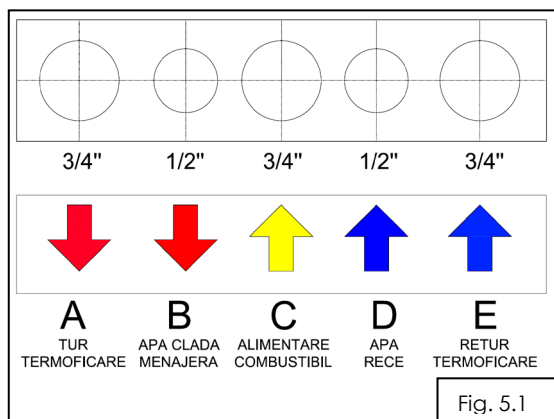 3/4" 1/2" 3/4" 1/2" 3/4"
A B C D E
TUR APA CLADA ALIMENTARE APA RETUR
TERMOFICARE MENAJERA COMBUSTIBIL RECE TERMOFICARE
Fig. 5.1